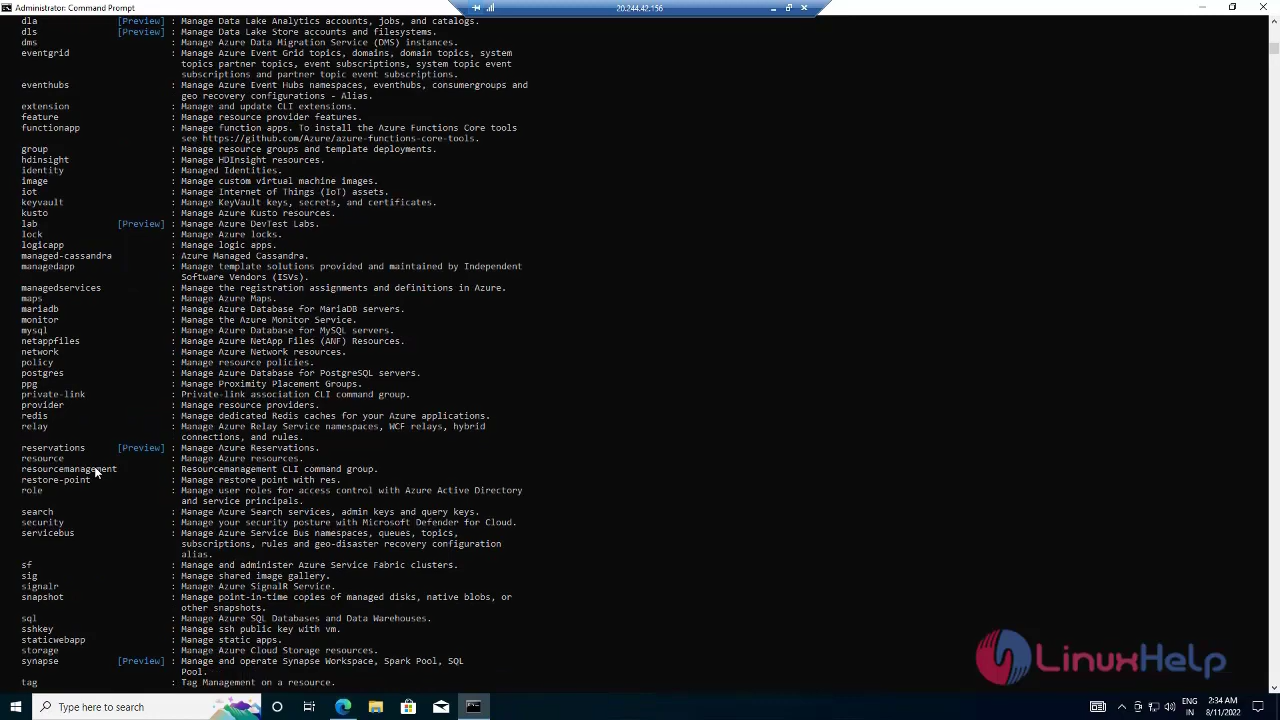 Administrator: Command Prompt
20.244.42.156
dla [Preview] : Manage Data Lake Analytics accounts, jobs, and catalogs.
dls [Preview] : Manage Data Lake Store accounts and filesystems.
dms : Manage Azure Data Migration Service (DMS) instances.
eventgrid : Manage Azure Event Grid topics, domains, domain topics, system
topics partner topics, event subscriptions, system topic event
subscriptions and partner topic event subscriptions.
eventhubs : Manage Azure Event Hubs namespaces, eventhubs, consumergroups and
geo recovery configurations - Alias.
extension : Manage and update CLI extensions.
feature : Manage resource provider features.
functionapp : Manage function apps. To install the Azure Functions Core tools
see https://github.com/Azure/azure-functions-core-tools.
group : Manage resource groups and template deployments.
hdinsight : Manage HDInsight resources.
identity : Managed Identities.
image : Manage custom virtual machine images.
iot : Manage Internet of Things (IoT) assets.
keyvault : Manage KeyVault keys, secrets, and certificates.
kusto : Manage Azure Kusto resources.
lab [Preview] : Manage Azure DevTest Labs.
lock : Manage Azure locks.
logicapp : Manage logic apps.
managed-cassandra : Azure Managed Cassandra.
managedapp : Manage template solutions provided and maintained by Independent
Software Vendors (ISVs).
managedservices : Manage the registration assignments and definitions in Azure.
maps : Manage Azure Maps.
mariadb : Manage Azure Database for MariaDB servers.
monitor : Manage the Azure Monitor Service.
mysql : Manage Azure Database for MySQL servers.
netappfiles : Manage Azure NetApp Files (ANF) Resources.
network : Manage Azure Network resources.
policy : Manage resource policies.
postgres : Manage Azure Database for PostgreSQL servers.
ppg : Manage Proximity Placement Groups.
private-link : Private-link association CLI command group.
provider : Manage resource providers.
redis : Manage dedicated Redis caches for your Azure applications.
relay : Manage Azure Relay Service namespaces, WCF relays, hybrid
connections, and rules.
reservations [Preview] : Manage Azure Reservations.
resource : Manage Azure resources.
resourcemanagement : Resourcemanagement CLI command group.
restore-point : Manage restore point with res.
role : Manage user roles for access control with Azure Active Directory
and service principals.
search : Manage Azure Search services, admin keys and query keys.
security : Manage your security posture with Microsoft Defender for Cloud.
servicebus : Manage Azure Service Bus namespaces, queues, topics,
subscriptions, rules and geo-disaster recovery configuration
alias.
sf : Manage and administer Azure Service Fabric clusters.
sig : Manage shared image gallery.
signalr : Manage Azure SignalR Service.
snapshot : Manage point-in-time copies of managed disks, native blobs, or
other snapshots.
sql : Manage Azure SQL Databases and Data Warehouses.
sshkey : Manage ssh public key with vm.
staticwebapp : Manage static apps.
storage : Manage Azure Cloud Storage resources.
synapse [Preview] : Manage and operate Synapse Workspace, Spark Pool, SQL
Pool.
tag : Tag Management on a resource.
LinuxHelp
Type here to search
ENG
IN
2:34 AM
8/11/2022